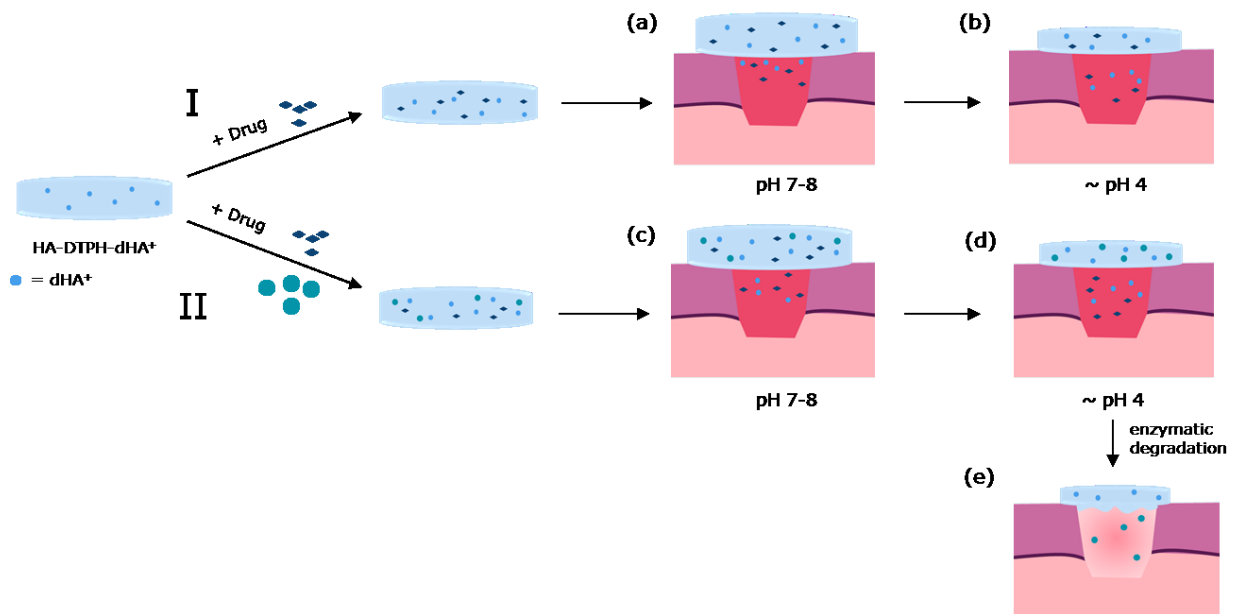 (a)
(b)
I
+ Drug
pH 7-8
~ pH 4
HA-DTPH-dHA⁺
= dHA⁺
+ Drug
II
(c)
(d)
pH 7-8
~ pH 4
enzymatic
degradation
(e)